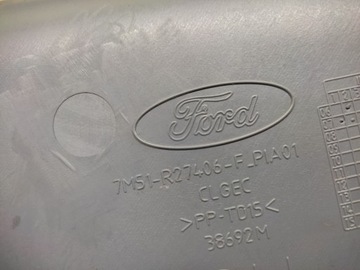 Ford
7M51-R27406-F_PIA01
CLGEC
>PP-TD15<
38692M